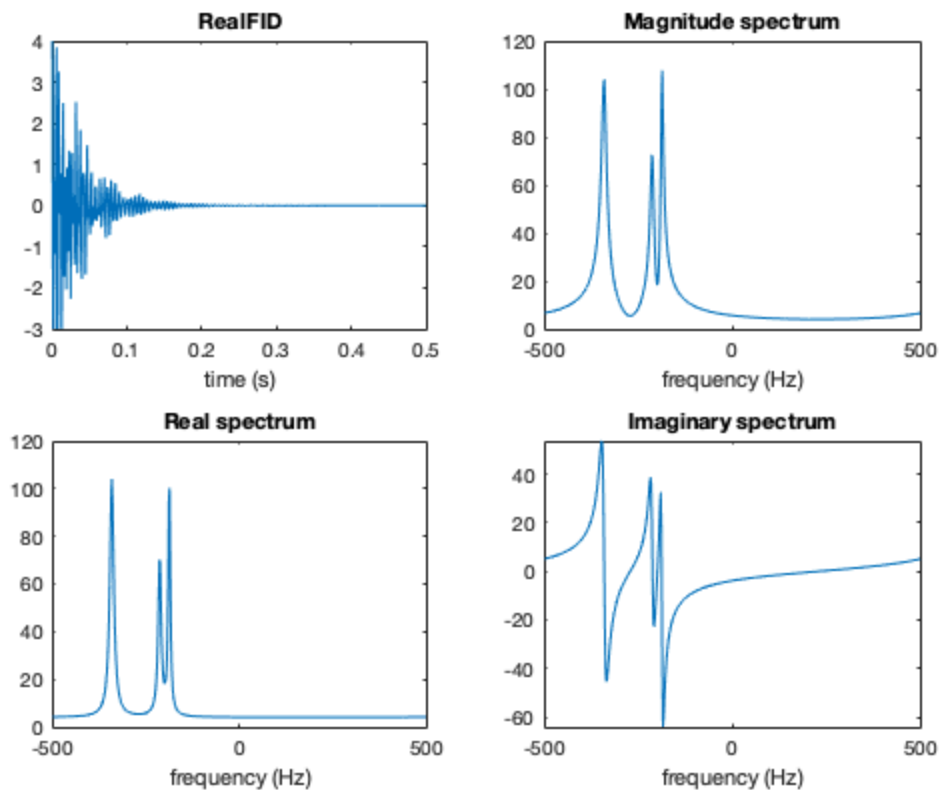 RealFID
4
3
2
1
0
-1
-2
-3
0 0.1 0.2 0.3 0.4 0.5
time (s)
Magnitude spectrum
120
100
80
60
40
20
0
-500 0 500
frequency (Hz)
Real spectrum
120
100
80
60
40
20
0
-500 0 500
frequency (Hz)
Imaginary spectrum
40
20
0
-20
-40
-60
-500 0 500
frequency (Hz)